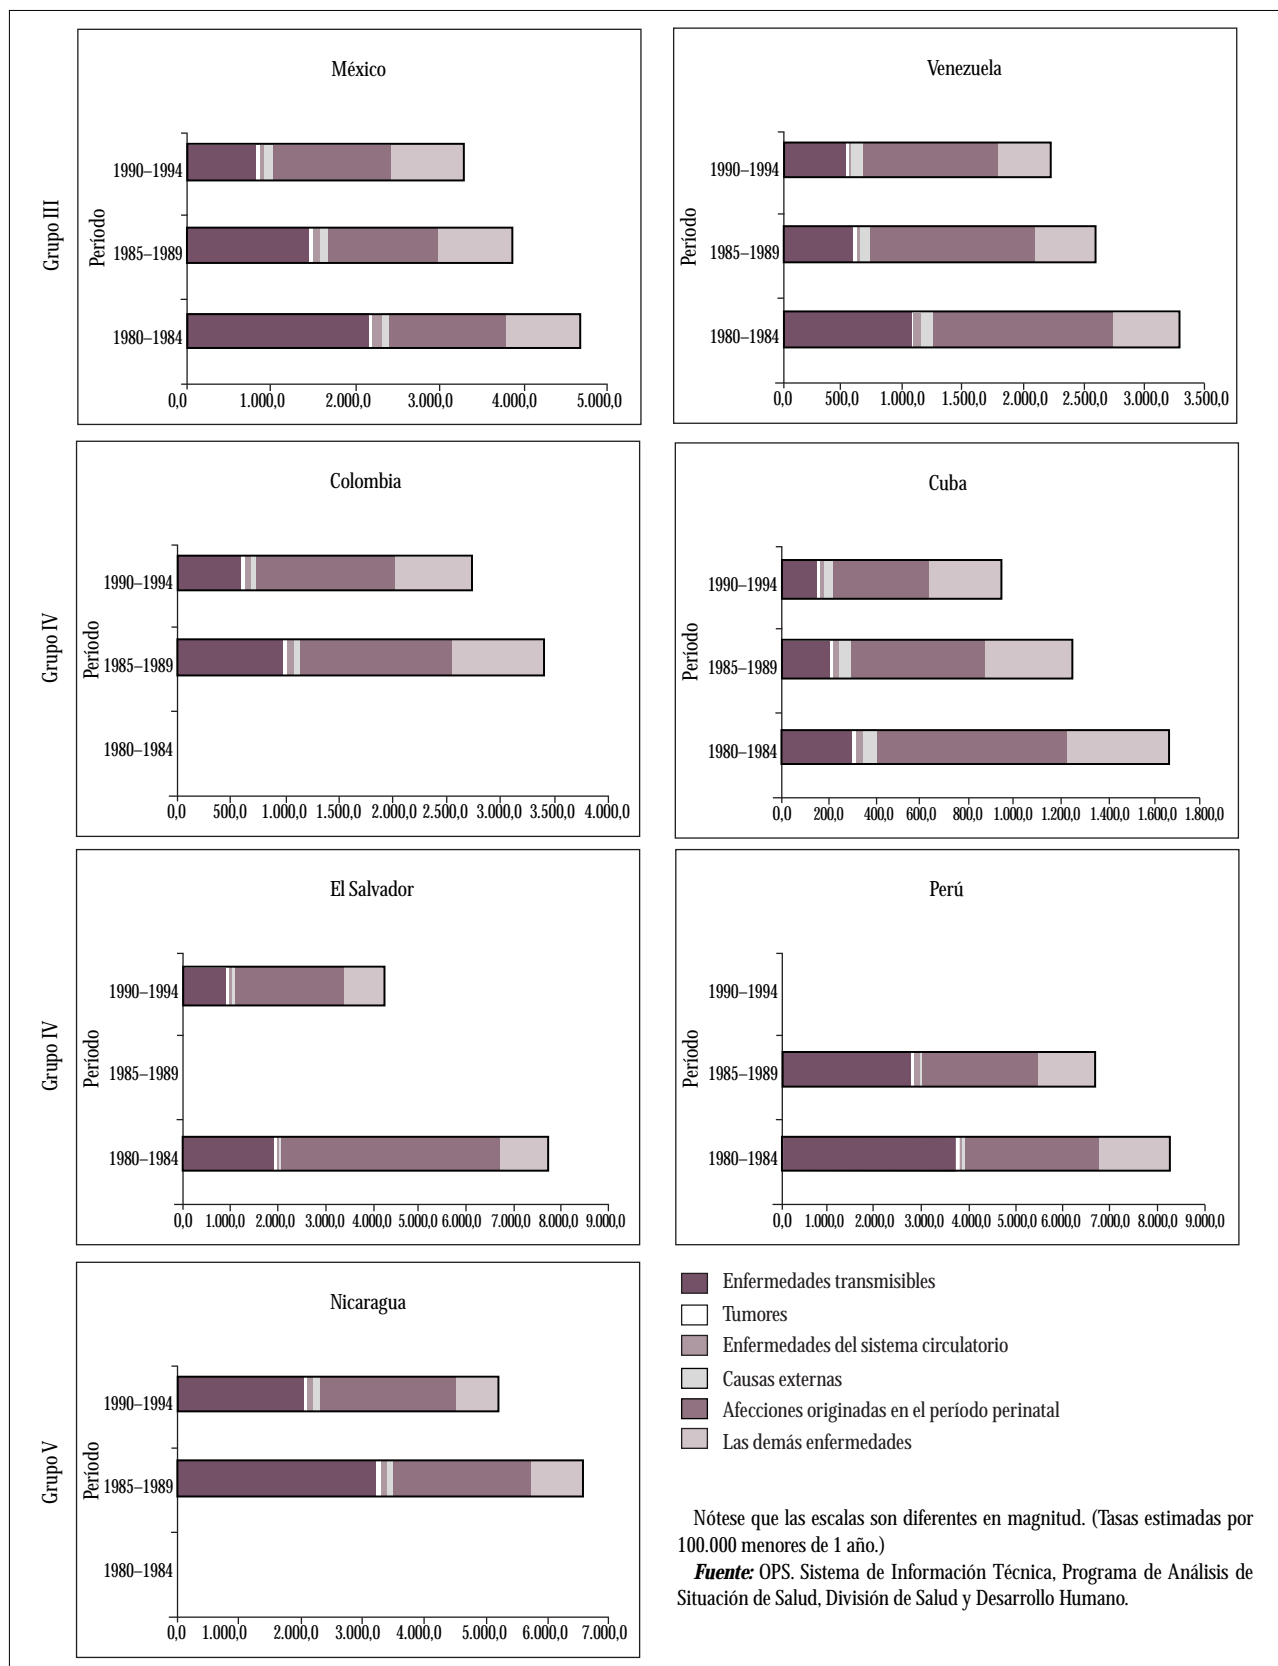 Grupo III
México
Período
1990–1994
1985–1989
1980–1984
0,0 1.000,0 2.000,0 3.000,0 4.000,0 5.000,0
Venezuela
Período
1990–1994
1985–1989
1980–1984
0,0 500,0 1.000,0 1.500,0 2.000,0 2.500,0 3.000,0 3.500,0
Grupo IV
Colombia
Período
1990–1994
1985–1989
1980–1984
0,0 500,0 1.000,0 1.500,0 2.000,0 2.500,0 3.000,0 3.500,0 4.000,0
Cuba
Período
1990–1994
1985–1989
1980–1984
0,0 200,0 400,0 600,0 800,0 1.000,0 1.200,0 1.400,0 1.600,0 1.800,0
Grupo IV
El Salvador
Período
1990–1994
1985–1989
1980–1984
0,0 1.000,0 2.000,0 3.000,0 4.000,0 5.000,0 6.000,0 7.000,0 8.000,0 9.000,0
Perú
Período
1990–1994
1985–1989
1980–1984
0,0 1.000,0 2.000,0 3.000,0 4.000,0 5.000,0 6.000,0 7.000,0 8.000,0 9.000,0
Grupo V
Nicaragua
Período
1990–1994
1985–1989
1980–1984
0,0 1.000,0 2.000,0 3.000,0 4.000,0 5.000,0 6.000,0 7.000,0
Enfermedades transmisibles
Tumores
Enfermedades del sistema circulatorio
Causas externas
Afecciones originadas en el período perinatal
Las demás enfermedades
Nótese que las escalas son diferentes en magnitud. (Tasas estimadas por
100.000 menores de 1 año.)
Fuente: OPS. Sistema de Información Técnica, Programa de Análisis de
Situación de Salud, División de Salud y Desarrollo Humano.